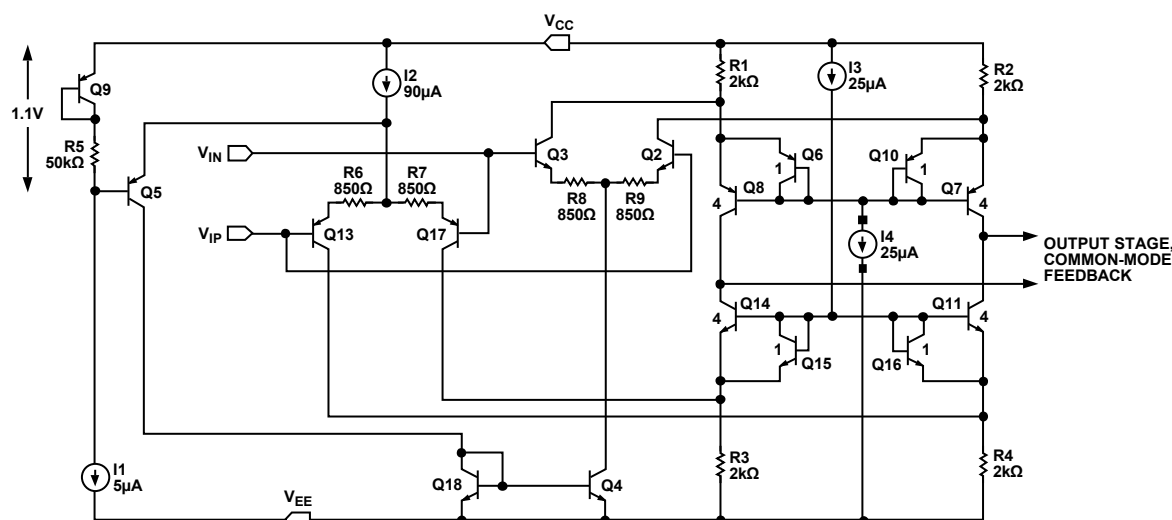 VCC
1.1V
Q9
R5
50kΩ
I2
90µA
R1
2kΩ
I3
25µA
R2
2kΩ
VIN
Q5
Q3
Q2
Q6
1
Q10
1
R6
850Ω
R7
850Ω
R8
850Ω
R9
850Ω
Q8
4
Q7
4
VIP
Q13
Q17
I4
25µA
OUTPUT STAGE,
COMMON-MODE
FEEDBACK
Q14
4
Q11
4
1
Q15
1
Q16
I1
5µA
VEE
Q18
Q4
R3
2kΩ
R4
2kΩ